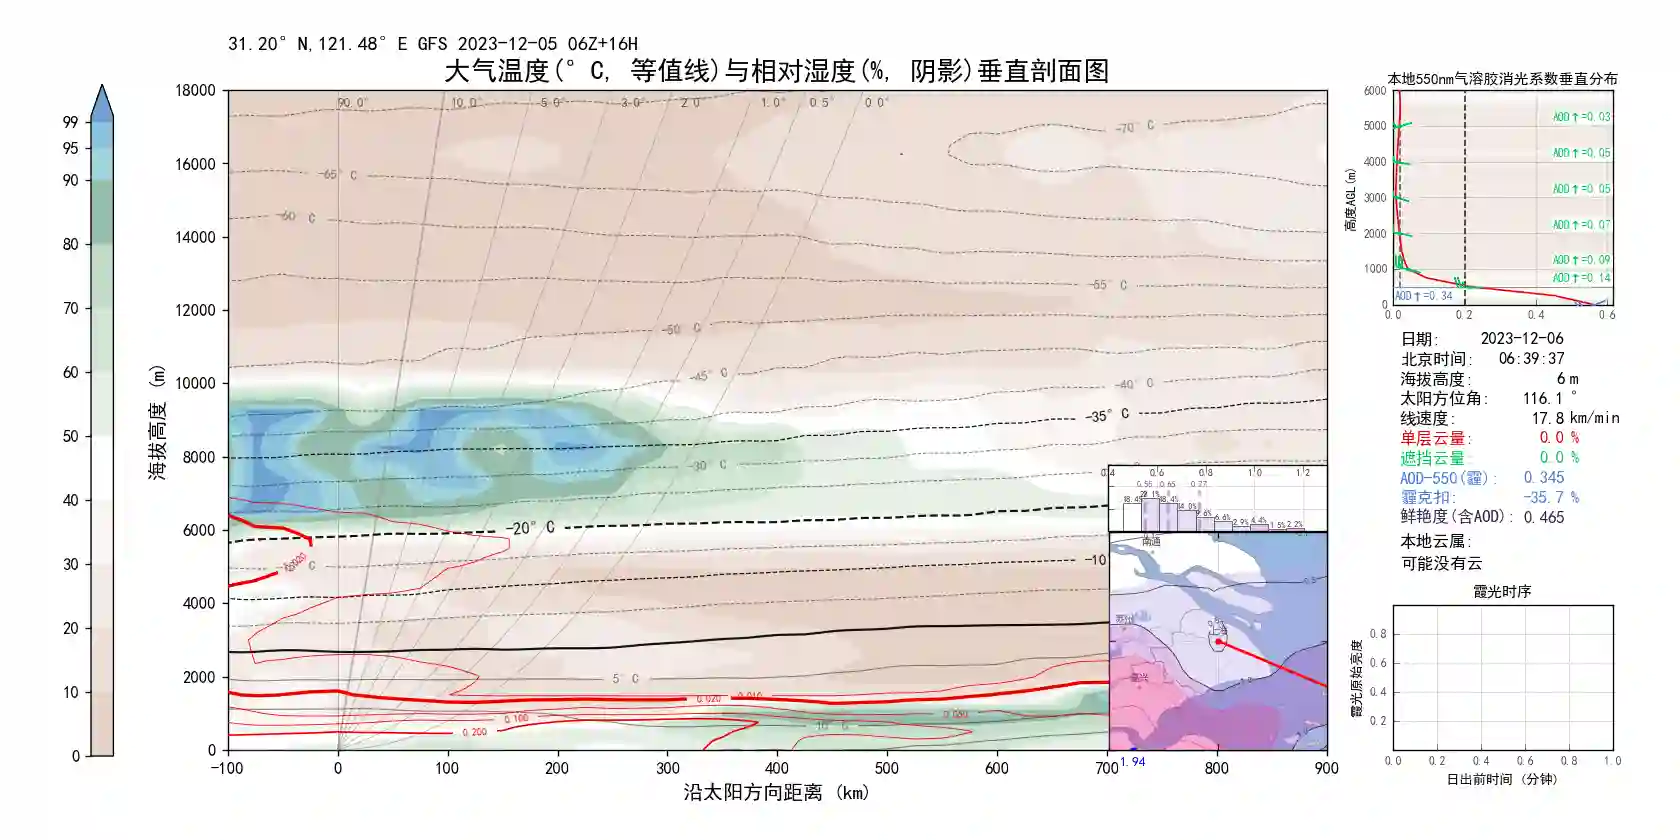 31.20° N,121.48° E GFS 2023-12-05 06Z+16H
大气温度(° C, 等值线)与相对湿度(%, 阴影)垂直剖面图
99
95
90
80
70
60
50
40
30
20
10
0
海拔高度 (m)
18000
16000
14000
12000
10000
8000
6000
4000
2000
0
90.0°
10.0°
5.0°
3.0°
2.0°
1.0°
0.5°
0.0°
-70° C
-65° C
-60° C
-55° C
-50° C
-45° C
-40° C
-35° C
-30° C
-20° C
-10
5° C
10° C
0.020
0.020
0.010
0.100
0.200
-100
0
100
200
300
400
500
600
700
800
900
沿太阳方向距离 (km)
0.4
0.6
0.8
1.0
1.2
0.56
0.65
0.27
18.4%
14.0%
6.6%
2.9%
4.4%
1.5%
2.2%
南通
1.94
本地550nm气溶胶消光系数垂直分布
高度AGL(m)
6000
5000
4000
3000
2000
1000
0
AOD↑=0.03
AOD↑=0.05
AOD↑=0.05
AOD↑=0.07
AOD↑=0.09
AOD↑=0.14
AOD↑=0.34
0.0
0.2
0.4
0.6
日期: 2023-12-06
北京时间: 06:39:37
海拔高度: 6 m
太阳方位角: 116.1 °
线速度: 17.8 km/min
单层云量: 0.0 %
遮挡云量: 0.0 %
AOD-550(霾): 0.345
霾克扣: -35.7 %
鲜艳度(含AOD): 0.465
本地云属:
可能没有云
霞光时序
霞光原始亮度
0.8
0.6
0.4
0.2
0.0
0.2
0.4
0.6
0.8
1.0
日出前时间 (分钟)